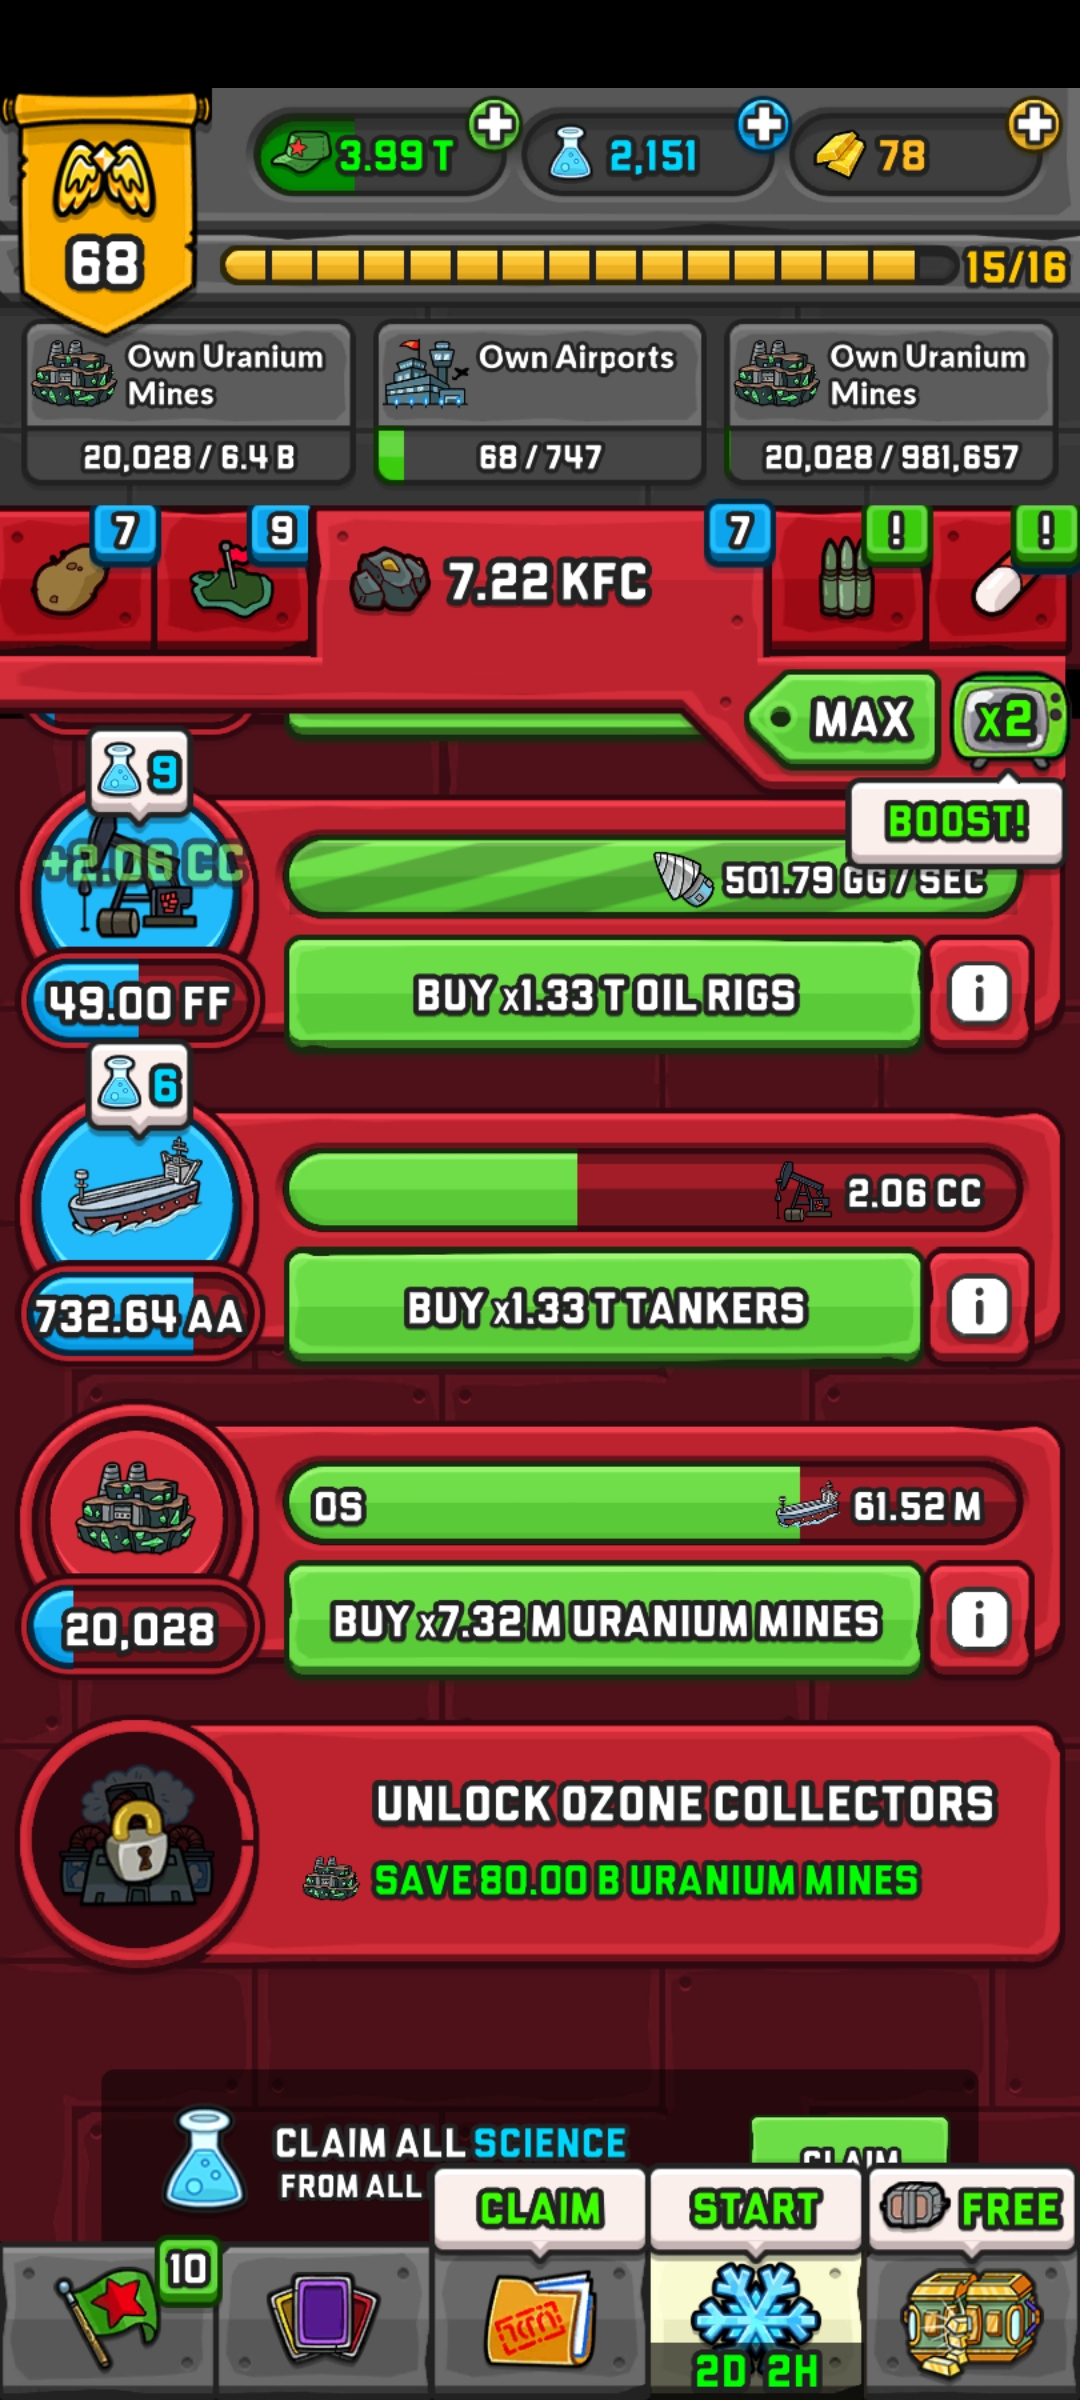 3.99 T
2,151
78
68
15/16
Own Uranium
Mines
20,028 / 6.4 B
Own Airports
68 / 747
Own Uranium
Mines
20,028 / 981,657
7
9
7.22 KFC
7
!
!
MAX
x2
BOOST!
9
+2.06 CC
501.79 GG / SEC
49.00 FF
BUY x1.33 T OIL RIGS
i
6
2.06 CC
732.64 AA
BUY x1.33 T TANKERS
i
0S
61.52 M
20,028
BUY x7.32 M URANIUM MINES
i
UNLOCK OZONE COLLECTORS
SAVE 80.00 B URANIUM MINES
CLAIM ALL SCIENCE
FROM ALL
CLAIM
CLAIM
START
FREE
10
2D 2H